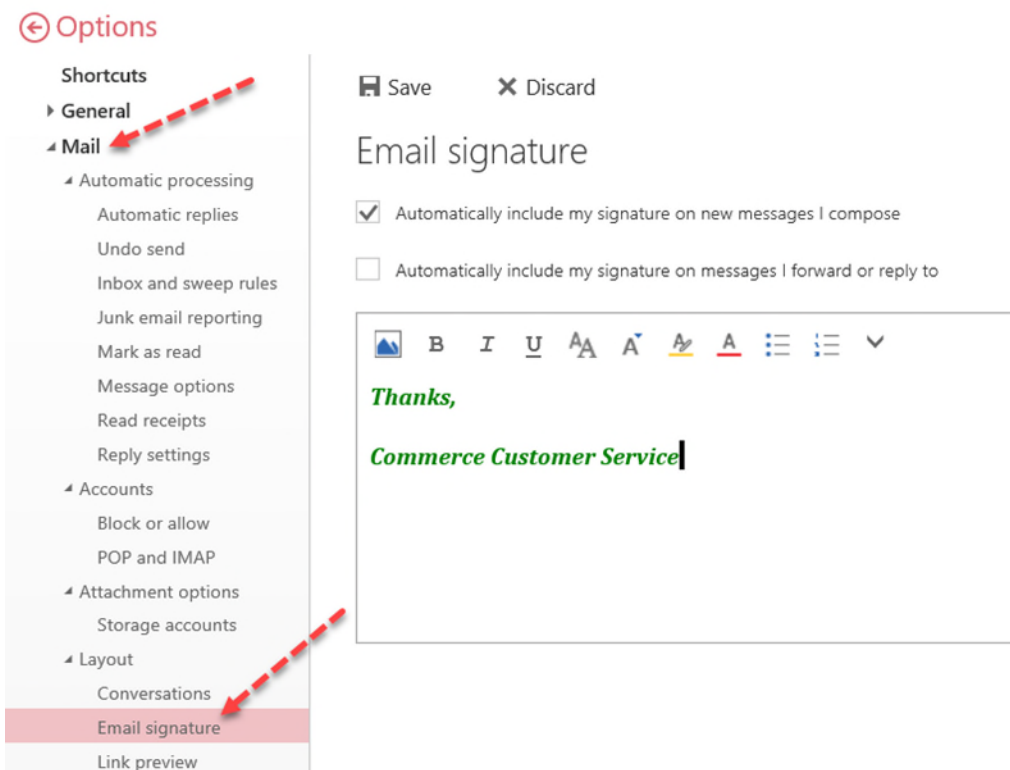 Options
Shortcuts
General
Mail
Automatic processing
Automatic replies
Undo send
Inbox and sweep rules
Junk email reporting
Mark as read
Message options
Read receipts
Reply settings
Accounts
Block or allow
POP and IMAP
Attachment options
Storage accounts
Layout
Conversations
Email signature
Link preview
Save Discard
Email signature
Automatically include my signature on new messages I compose
Automatically include my signature on messages I forward or reply to
B I U AA A A A
Thanks,
Commerce Customer Service